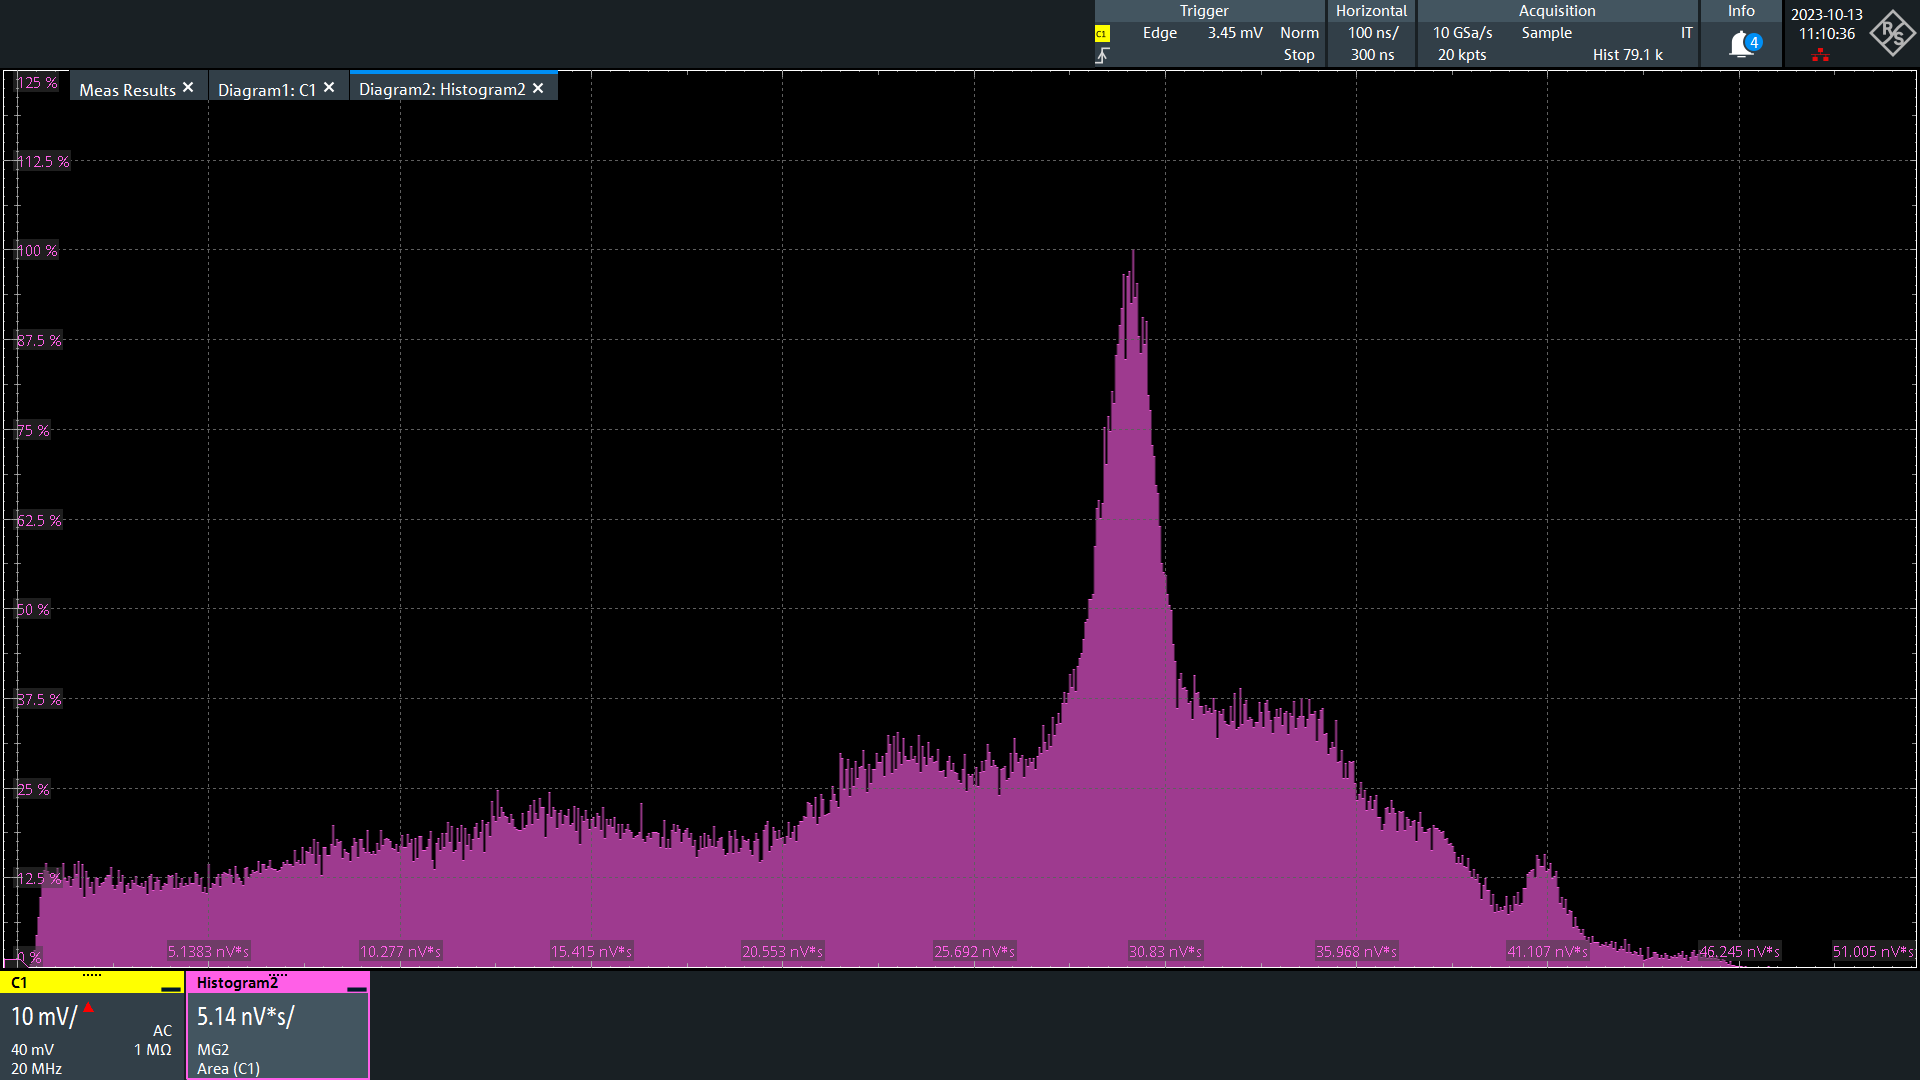 Trigger
C1 Edge 3.45 mV Norm
Stop
Horizontal
100 ns/
300 ns
Acquisition
10 GSa/s Sample IT
20 kpts Hist 79.1 k
Info
4
2023-10-13
11:10:36
R
S
Meas Results ×
Diagram1: C1 ×
Diagram2: Histogram2 ×
125 %
112.5 %
100 %
87.5 %
75 %
62.5 %
50 %
37.5 %
25 %
12.5 %
0 %
5.1383 nV*s 10.277 nV*s 15.415 nV*s 20.553 nV*s 25.692 nV*s 30.83 nV*s 35.968 nV*s 41.107 nV*s 46.245 nV*s 51.005 nV*s
C1
10 mV/
AC
40 mV 1 MΩ
20 MHz
Histogram2
5.14 nV*s/
MG2
Area (C1)